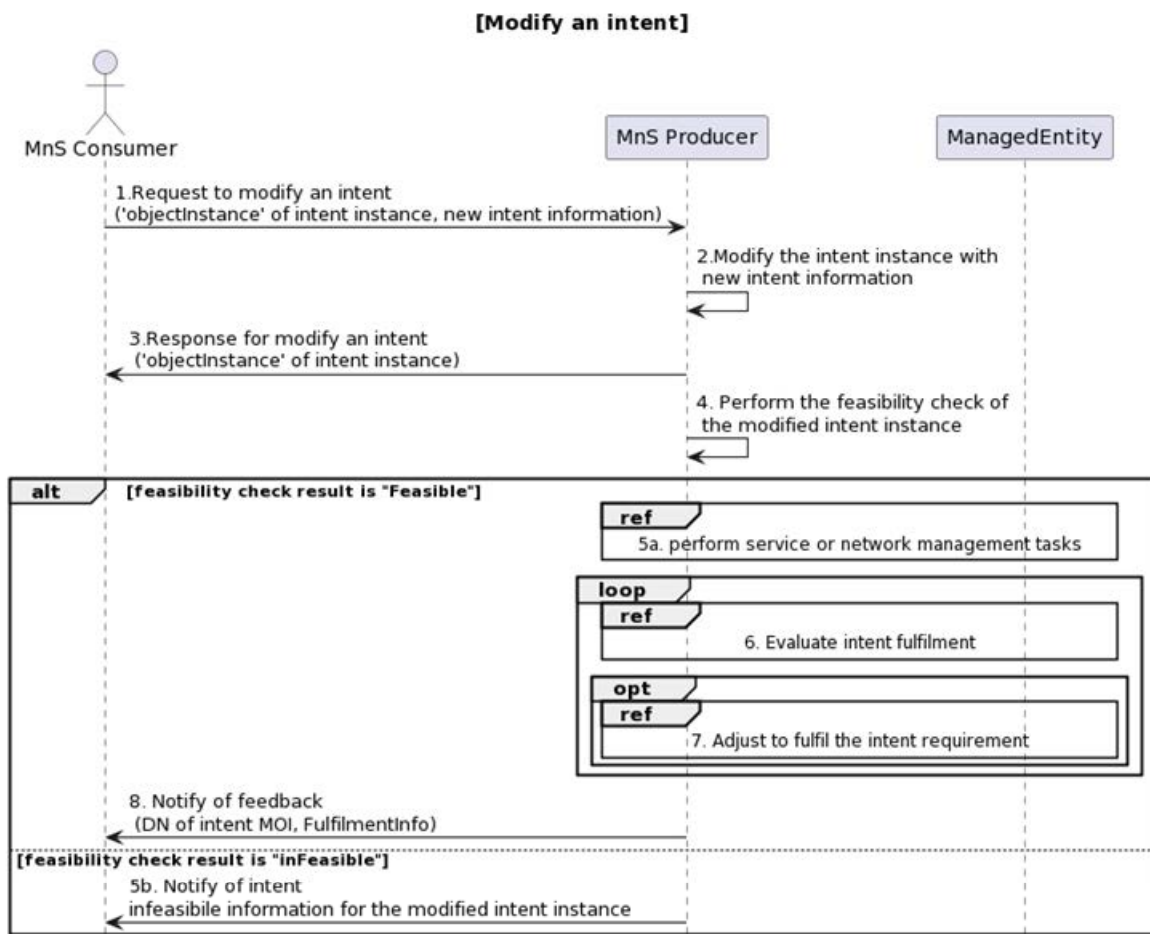 [Modify an intent]
MnS Consumer
MnS Producer
ManagedEntity
1.Request to modify an intent
('objectInstance' of intent instance, new intent information)
2.Modify the intent instance with
new intent information
3.Response for modify an intent
('objectInstance' of intent instance)
4. Perform the feasibility check of
the modified intent instance
alt
[feasibility check result is "Feasible"]
ref
5a. perform service or network management tasks
loop
ref
6. Evaluate intent fulfilment
opt
ref
7. Adjust to fulfil the intent requirement
8. Notify of feedback
(DN of intent MOI, FulfilmentInfo)
[feasibility check result is "inFeasible"]
5b. Notify of intent
infeasibile information for the modified intent instance